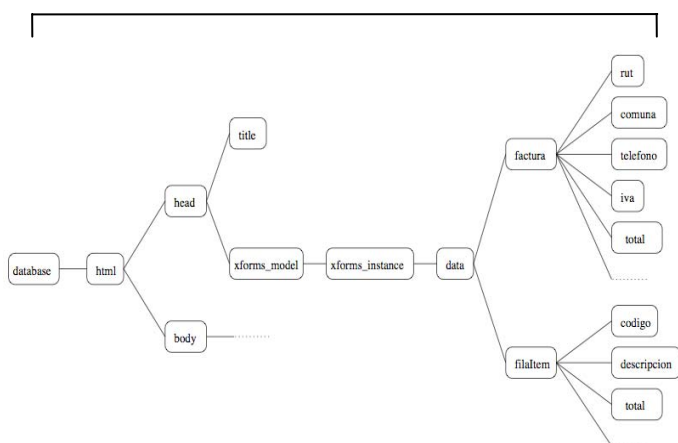 rut
comuna
title
factura
telefono
head
iva
total
database
html
xforms_model
xforms_instance
data
codigo
body
filaItem
descripcion
total